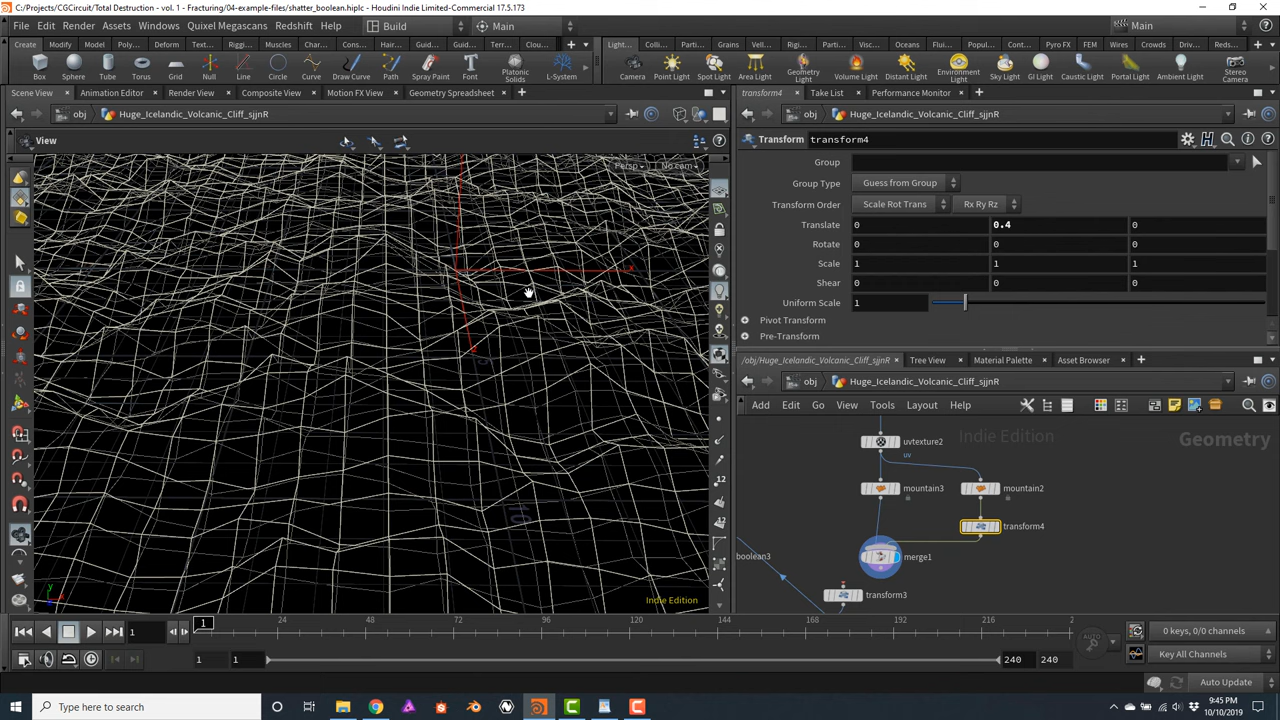 C:/Projects/CGCircuit/Total Destruction - vol. 1 - Fracturing/04-example-files/shatter_boolean.hiplc - Houdini Indie Limited-Commercial 17.5.173
File Edit Render Assets Windows Quixel Megascans Redshift Help Build Main Main
Create Modify Model Poly... Deform Text... Riggi... Muscles Char... Cons... Hair... Guid... Guid... Terr... Clou... Light... Colli... Parti... Grains Vell... Rigi... Parti... Visc... Oceans Flu... Popul... Cont... Pyro FX FEM Wires Crowds Driv... Reds...
Box Sphere Tube Torus Grid Null Line Circle Curve Draw Curve Path Spray Paint Font Platonic Solids L-System Camera Point Light Spot Light Area Light Geometry Light Volume Light Distant Light Environment Light Sky Light GI Light Caustic Light Portal Light Ambient Light Stereo Camera
Scene View Animation Editor Render View Composite View Motion FX View Geometry Spreadsheet transform4 Take List Performance Monitor
obj Huge_Icelandic_Volcanic_Cliff_sjjnR obj Huge_Icelandic_Volcanic_Cliff_sjjnR
View Transform transform4
Persp No cam
Group
Group Type Guess from Group
Transform Order Scale Rot Trans Rx Ry Rz
Translate 0 0.4 0
Rotate 0 0 0
Scale 1 1 1
Shear 0 0 0
Uniform Scale 1
Pivot Transform
Pre-Transform
x
/obj/Huge_Icelandic_Volcanic_Cliff_sjjnR Tree View Material Palette Asset Browser
obj Huge_Icelandic_Volcanic_Cliff_sjjnR
Add Edit Go View Tools Layout Help
Indie Edition Geometry
uvtexture2
uv
mountain3 mountain2
transform4
boolean3 merge1
transform3
10
12
12
y
Indie Edition
1 24 48 72 96 120 144 168 192 216 2
1
0 keys, 0/0 channels
1 1 240 240 Key All Channels
AUTO
Auto Update
Type here to search
9:45 PM
10/10/2019